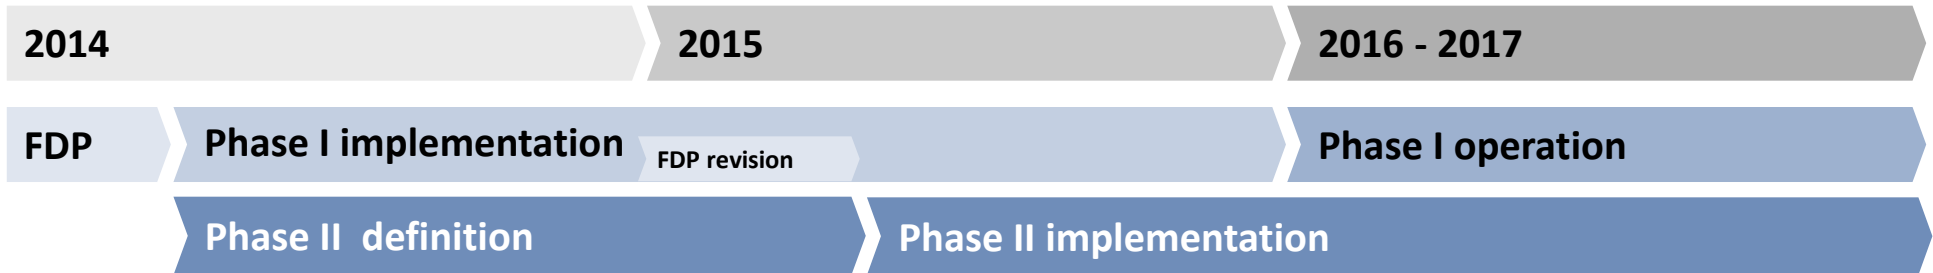 2014
2015
2016 - 2017
FDP
Phase I implementation
FDP revision
Phase I operation
Phase II  definition
Phase II implementation